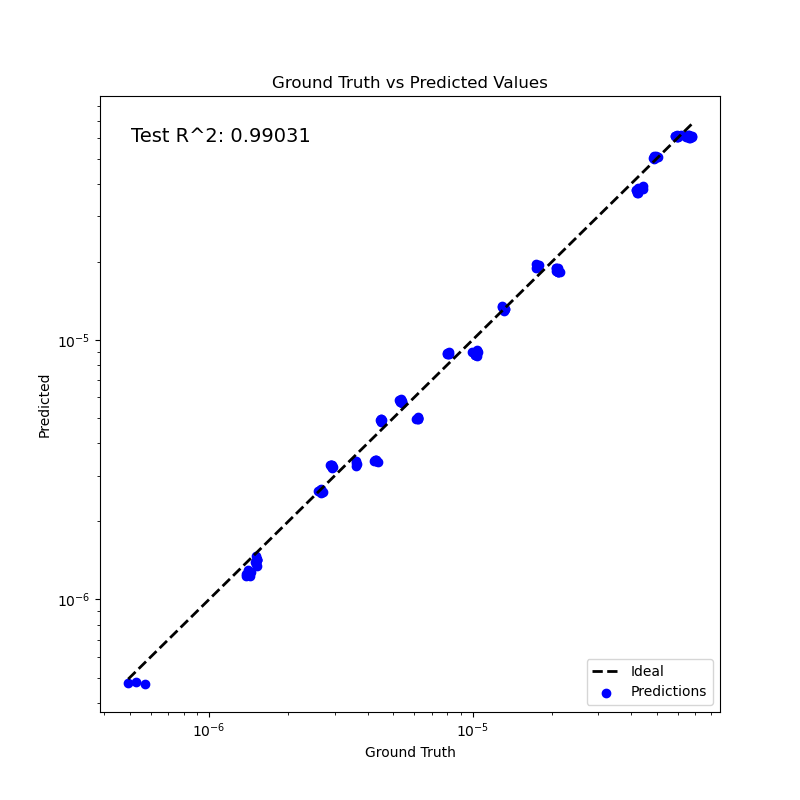 Ground Truth vs Predicted Values
Test R^2: 0.99031
Predicted
10^-5
10^-6
Ideal
Predictions
10^-6
10^-5
Ground Truth